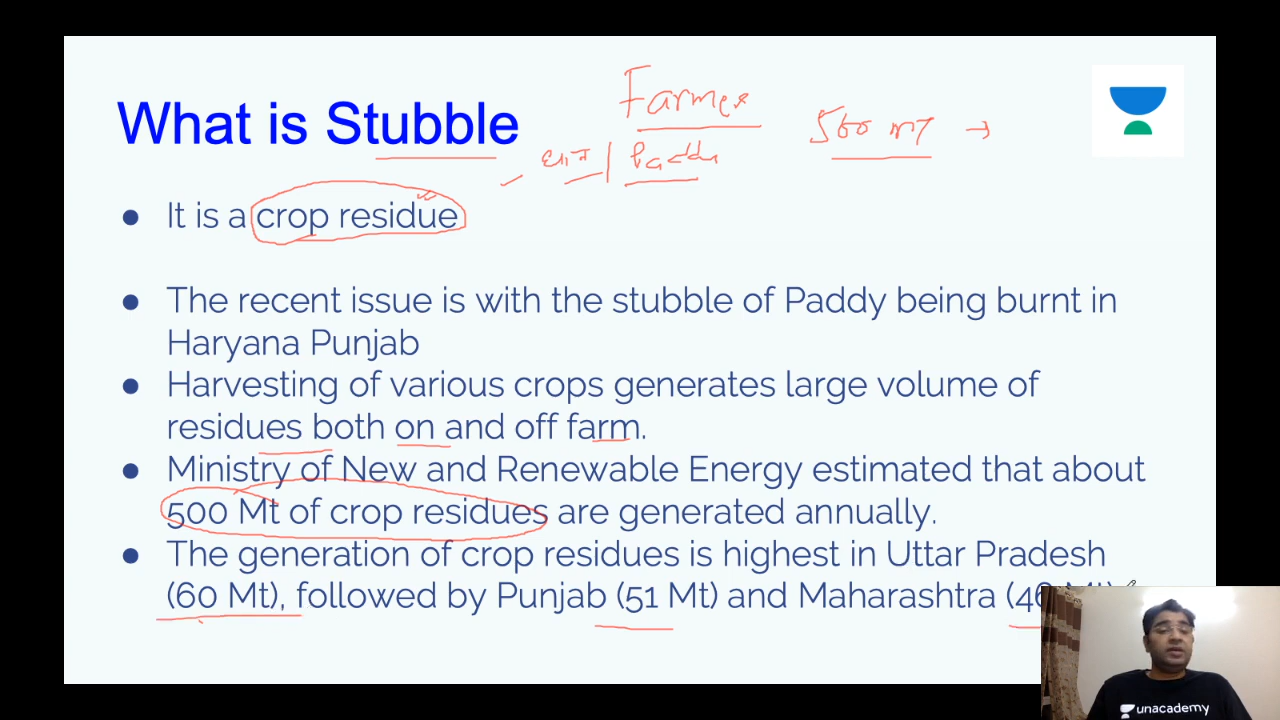 What is Stubble
Farmer
500 MT →
धान / Paddy
● It is a crop residue
● The recent issue is with the stubble of Paddy being burnt in
Haryana Punjab
● Harvesting of various crops generates large volume of
residues both on and off farm.
● Ministry of New and Renewable Energy estimated that about
500 Mt of crop residues are generated annually.
● The generation of crop residues is highest in Uttar Pradesh
(60 Mt), followed by Punjab (51 Mt) and Maharashtra (46 Mt)
unacademy